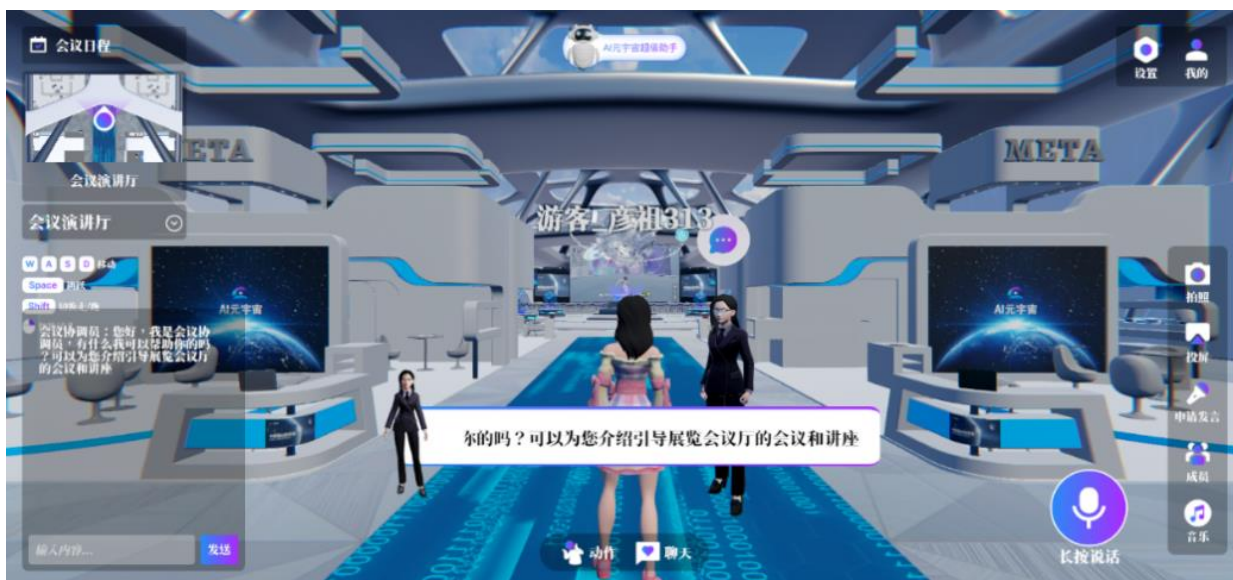 会议日程
AI元宇宙超级助手
设置
我的
META
META
会议演讲厅
游客_彦祖313
会议演讲厅
W A S D 移动
Space
Shift
AI元宇宙
AI元宇宙
会议协调员：您好，我是会议协
调员，有什么我可以帮助你的吗
？可以为您介绍引导展览会议厅
的会议和讲座
拍照
投屏
申请发言
成员
音乐
你的吗？可以为您介绍引导展览会议厅的会议和讲座
长按说话
输入内容...
发送
动作
聊天